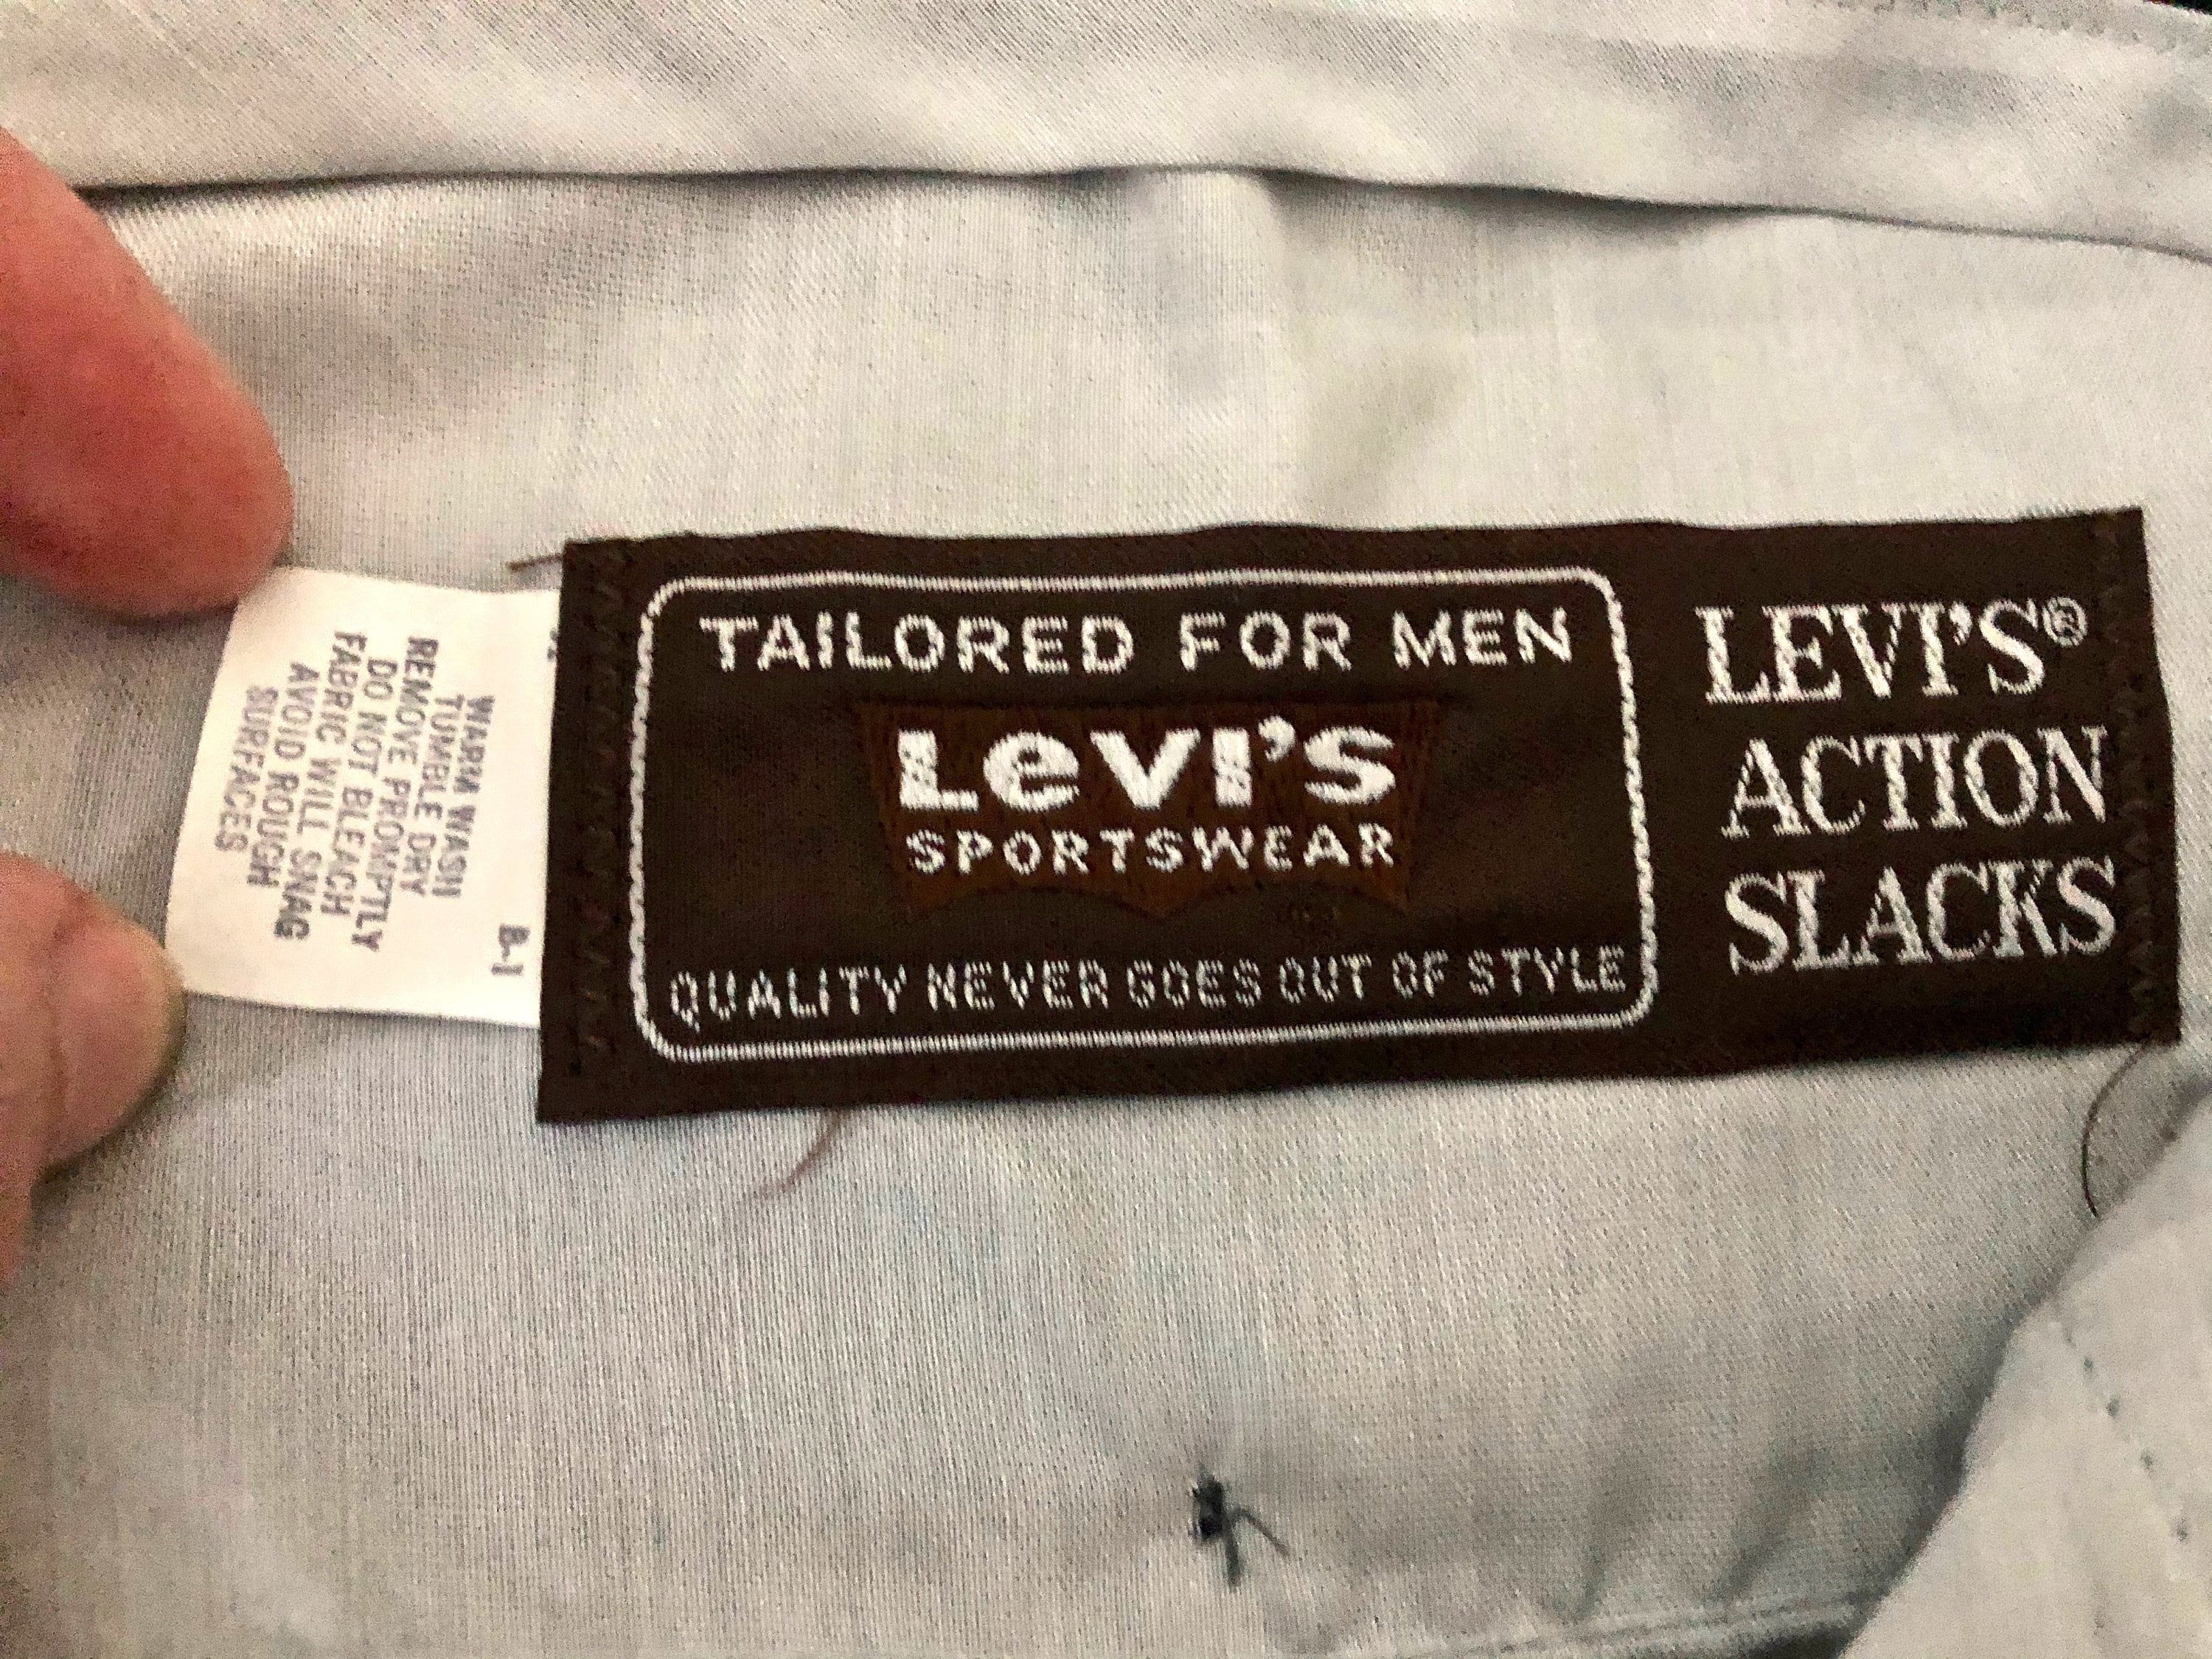 TAILORED FOR MEN
LEVI'S
SPORTSWEAR
QUALITY NEVER GOES OUT OF STYLE
LEVI'S®
ACTION
SLACKS
B-1
WARM WASH
TUMBLE DRY
REMOVE PROMPTLY
DO NOT BLEACH
FABRIC WILL SNAG
AVOID ROUGH
SURFACES